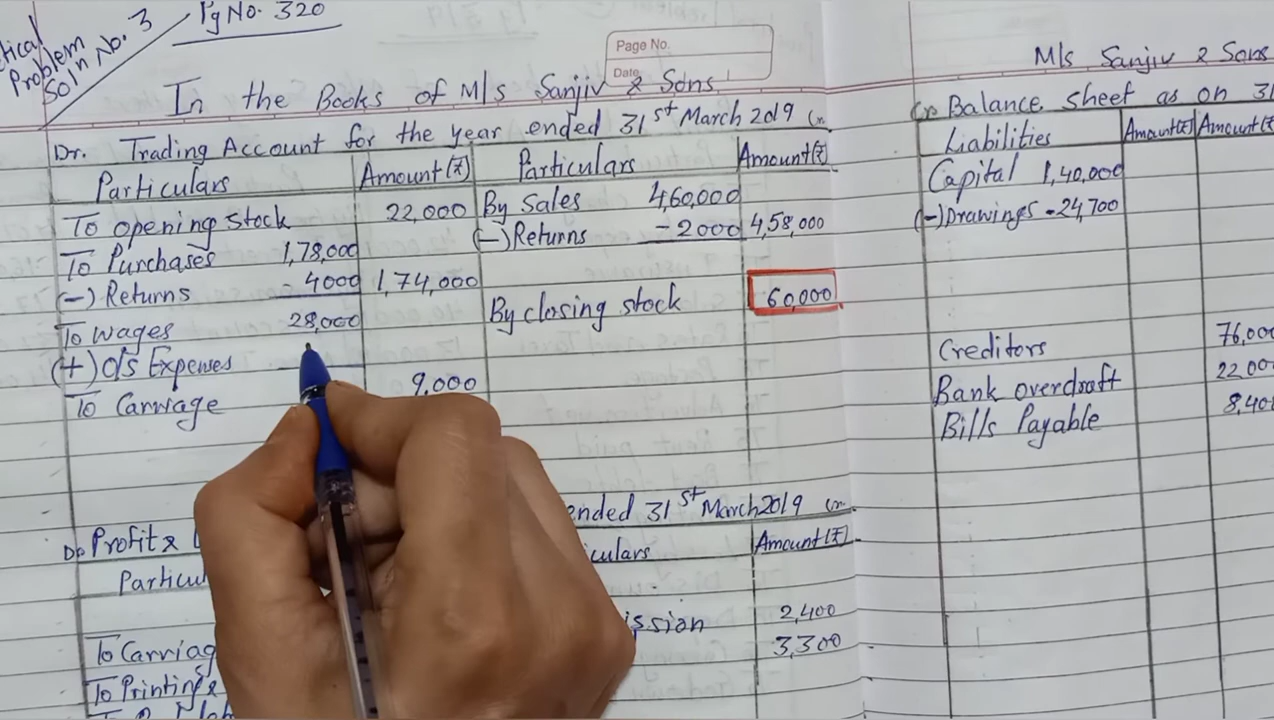 tical
Problem
Soln No. 3
Pg No. 320
Page No.
Date
In the Books of M/s Sanjiv & Sons
Dr. Trading Account for the year ended 31st March 2019 Cr.
Particulars Amount (₹) Particulars Amount (₹)
To opening stock 22,000 By Sales 4,60,000
To Purchases 1,78,000 (-) Returns - 2000 4,58,000
(-) Returns - 4000 1,74,000
To wages 28,000 By closing stock 60,000
(+) O/s Expenses
To Carriage 9,000
ended 31st March 2019 Cr.
Dr. Profit &
Particu culars Amount (₹)
ission 2,400
To Carriag 3,300
To Printing &
M/s Sanjiv & Sons
Balance sheet as on 31
Liabilities Amount (₹) Amount (₹
Capital 1,40,000
(-) Drawings - 24,700
Creditors 76,000
Bank overdraft 22,00
Bills Payable 8,40